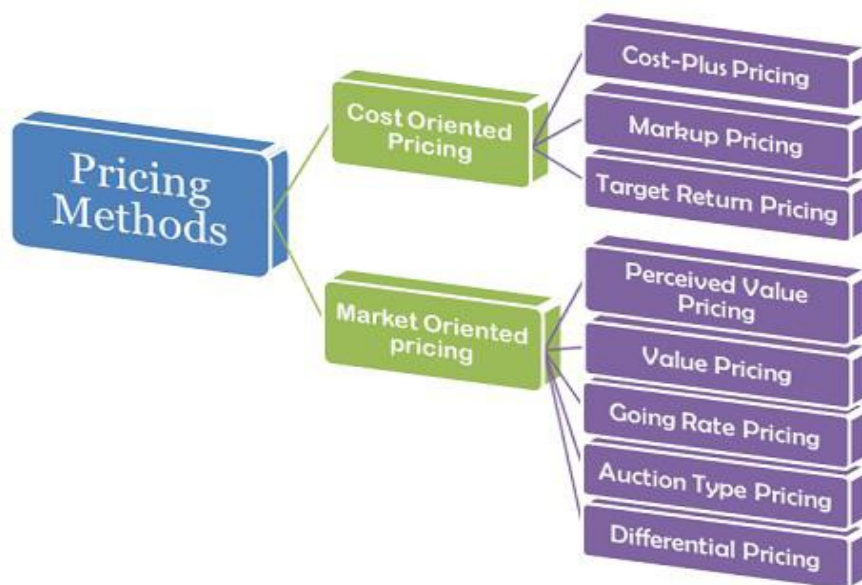 Pricing
Methods
Cost Oriented
Pricing
Cost-Plus Pricing
Markup Pricing
Target Return Pricing
Market Oriented
pricing
Perceived Value
Pricing
Value Pricing
Going Rate Pricing
Auction Type Pricing
Differential Pricing